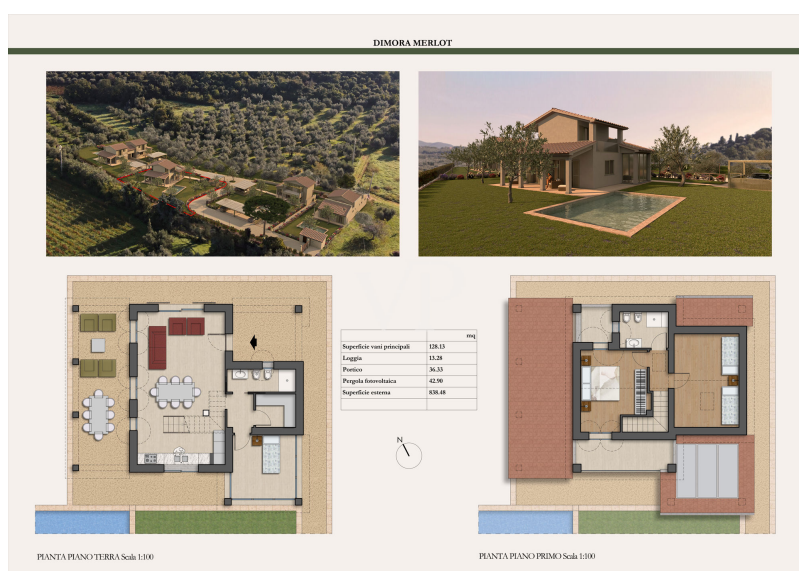 DIMORA MERLOT
mq
Superficie vani principali 128.13
Loggia 13.28
Portico 36.33
Pergola fotovoltaica 42.90
Superficie esterna 838.48
N
PIANTA PIANO TERRA Scala 1:100
PIANTA PIANO PRIMO Scala 1:100